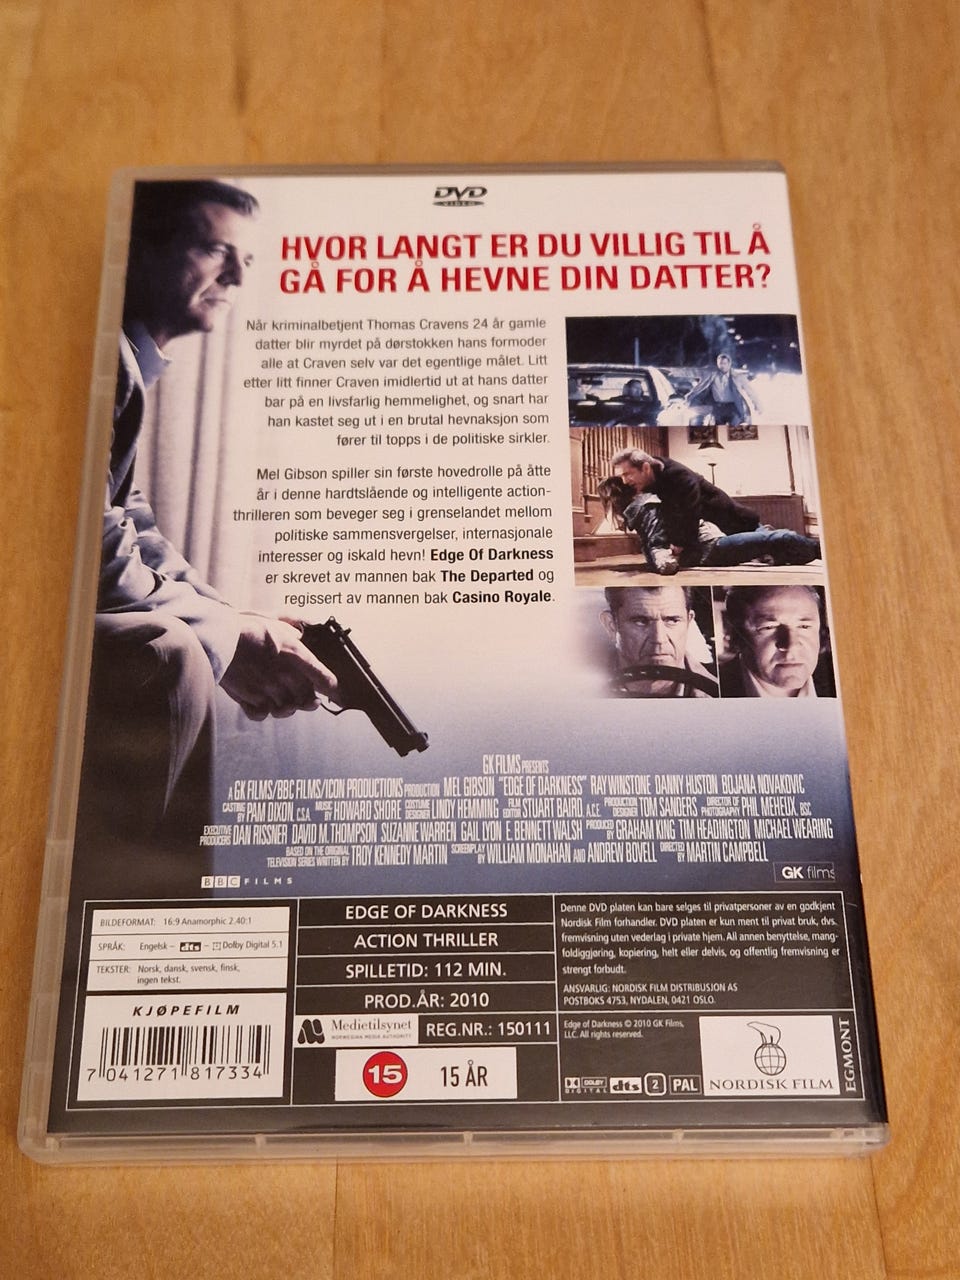 DVD
VIDEO
HVOR LANGT ER DU VILLIG TIL Å
GÅ FOR Å HEVNE DIN DATTER?
Når kriminalbetjent Thomas Cravens 24 år gamle
datter blir myrdet på dørstokken hans formoder
alle at Craven selv var det egentlige målet. Litt
etter litt finner Craven imidlertid ut at hans datter
bar på en livsfarlig hemmelighet, og snart har
han kastet seg ut i en brutal hevnaksjon som
fører til topps i de politiske sirkler.
Mel Gibson spiller sin første hovedrolle på åtte
år i denne hardtslående og intelligente action-
thrilleren som beveger seg i grenselandet mellom
politiske sammensvergelser, internasjonale
interesser og iskald hevn! Edge Of Darkness
er skrevet av mannen bak The Departed og
regissert av mannen bak Casino Royale.
GK FILMS PRESENTS
A GK FILMS/BBC FILMS/ICON PRODUCTIONS PRODUCTION MEL GIBSON "EDGE OF DARKNESS" RAY WINSTONE DANNY HUSTON BOJANA NOVAKOVIC
CASTING BY PAM DIXON, C.S.A. MUSIC BY HOWARD SHORE COSTUME DESIGNER LINDY HEMMING FILM EDITOR STUART BAIRD, A.C.E. PRODUCTION DESIGNER TOM SANDERS DIRECTOR OF PHOTOGRAPHY PHIL MEHEUX, BSC
EXECUTIVE PRODUCERS DAN RISSNER DAVID M. THOMPSON SUZANNE WARREN GAIL LYON E. BENNETT WALSH PRODUCED BY GRAHAM KING TIM HEADINGTON MICHAEL WEARING
BASED ON THE ORIGINAL TELEVISION SERIES WRITTEN BY TROY KENNEDY MARTIN SCREENPLAY BY WILLIAM MONAHAN AND ANDREW BOVELL DIRECTED BY MARTIN CAMPBELL
BBC FILMS
GK films
BILDEFORMAT: 16:9 Anamorphic 2.40:1
SPRÅK: Engelsk – dts – Dolby Digital 5.1
TEKSTER: Norsk, dansk, svensk, finsk,
ingen tekst.
KJØPEFILM
7 041271 817334
EDGE OF DARKNESS
ACTION THRILLER
SPILLETID: 112 MIN.
PROD.ÅR: 2010
Medietilsynet
NORWEGIAN MEDIA AUTHORITY
REG.NR.: 150111
15
15 ÅR
Denne DVD platen kan bare selges til privatpersoner av en godkjent
Nordisk Film forhandler. DVD platen er kun ment til privat bruk, dvs.
fremvisning uten vederlag i private hjem. All annen benyttelse, mang-
foldiggjøring, kopiering, helt eller delvis, og offentlig fremvisning er
strengt forbudt.
ANSVARLIG: NORDISK FILM DISTRIBUSJON AS
POSTBOKS 4753, NYDALEN, 0421 OSLO.
Edge of Darkness © 2010 GK Films,
LLC. All rights reserved.
DOLBY
DIGITAL
dts
2
PAL
NORDISK FILM
EGMONT